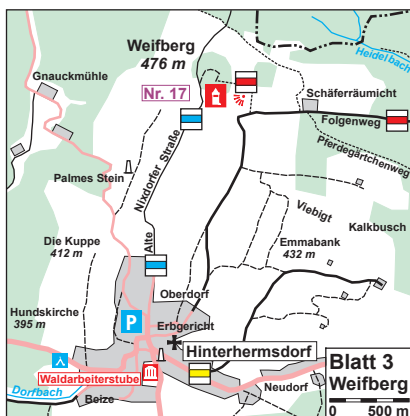 Weifberg
476 m
Heidelbach
Gnauckmühle
Nr. 17
Schäferräumicht
Folgenweg
Pferdegärtchenweg
Palmes Stein
Alte Nixdorfer Straße
Viebigt
Kalkbusch
Die Kuppe
412 m
Emmabank
432 m
Oberdorf
Hundskirche
395 m
P
Erbgericht
Hinterhermsdorf
Waldarbeiterstube
Dorfbach
Beize
Neudorf
Blatt 3
Weifberg
0 500 m